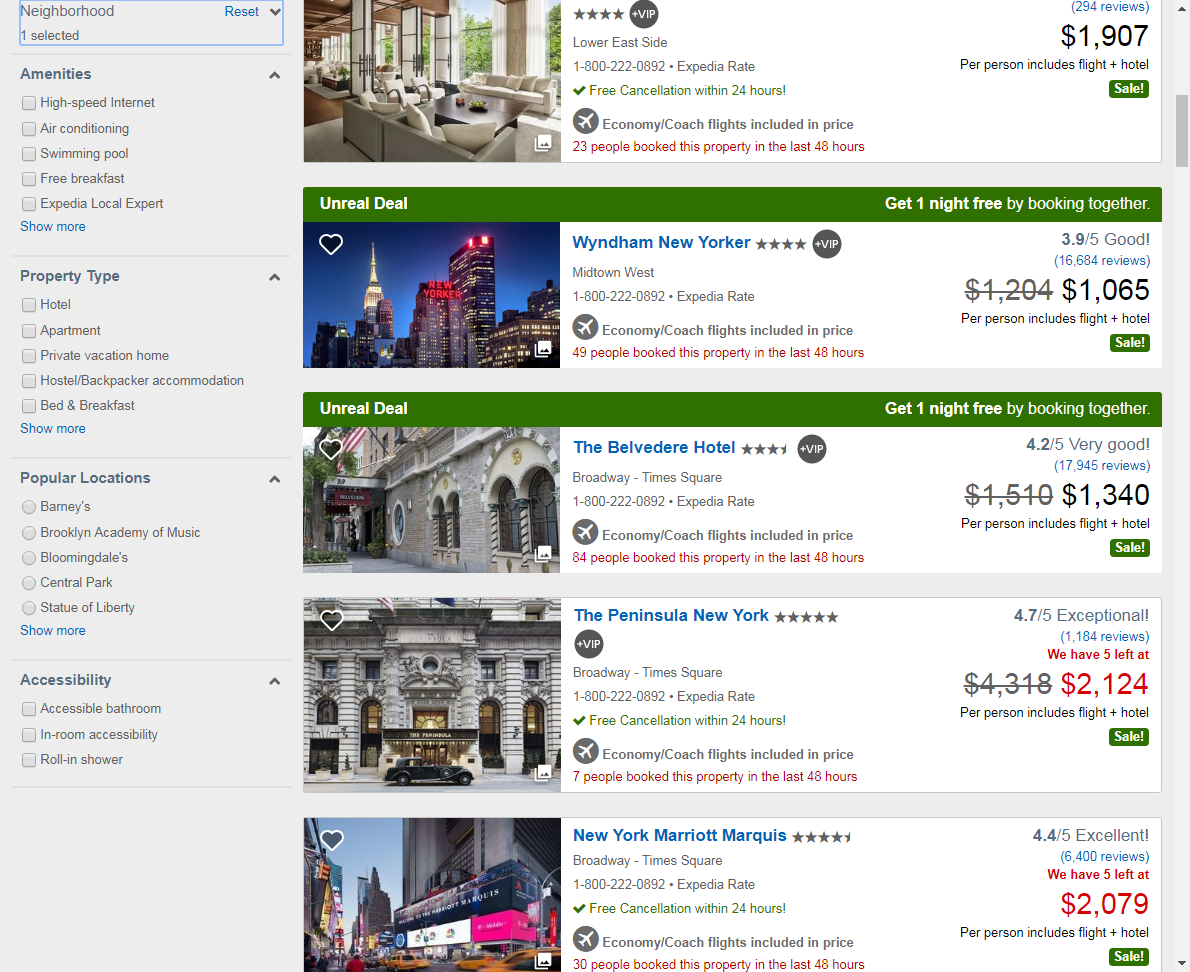 Neighborhood
Reset
1 selected
Amenities
High-speed Internet
Air conditioning
Swimming pool
Free breakfast
Expedia Local Expert
Show more
Property Type
Hotel
Apartment
Private vacation home
Hostel/Backpacker accommodation
Bed & Breakfast
Show more
Popular Locations
Barney's
Brooklyn Academy of Music
Bloomingdale's
Central Park
Statue of Liberty
Show more
Accessibility
Accessible bathroom
In-room accessibility
Roll-in shower
+VIP
Lower East Side
1-800-222-0892 • Expedia Rate
Free Cancellation within 24 hours!
Economy/Coach flights included in price
23 people booked this property in the last 48 hours
(294 reviews)
$1,907
Per person includes flight + hotel
Sale!
Unreal Deal
Get 1 night free by booking together.
NEW
YORKER
Wyndham New Yorker
+VIP
Midtown West
1-800-222-0892 • Expedia Rate
Economy/Coach flights included in price
49 people booked this property in the last 48 hours
3.9/5 Good!
(16,684 reviews)
$1,204 $1,065
Per person includes flight + hotel
Sale!
Unreal Deal
Get 1 night free by booking together.
BELVEDERE
The Belvedere Hotel
+VIP
Broadway - Times Square
1-800-222-0892 • Expedia Rate
Economy/Coach flights included in price
84 people booked this property in the last 48 hours
4.2/5 Very good!
(17,945 reviews)
$1,510 $1,340
Per person includes flight + hotel
Sale!
THE PENINSULA
The Peninsula New York
+VIP
Broadway - Times Square
1-800-222-0892 • Expedia Rate
Free Cancellation within 24 hours!
Economy/Coach flights included in price
7 people booked this property in the last 48 hours
4.7/5 Exceptional!
(1,184 reviews)
We have 5 left at
$4,318 $2,124
Per person includes flight + hotel
Sale!
WELCOME TO THE MARRIOTT MARQUIS
T-Mobile
New York Marriott Marquis
Broadway - Times Square
1-800-222-0892 • Expedia Rate
Free Cancellation within 24 hours!
Economy/Coach flights included in price
30 people booked this property in the last 48 hours
4.4/5 Excellent!
(6,400 reviews)
We have 5 left at
$2,079
Per person includes flight + hotel
Sale!